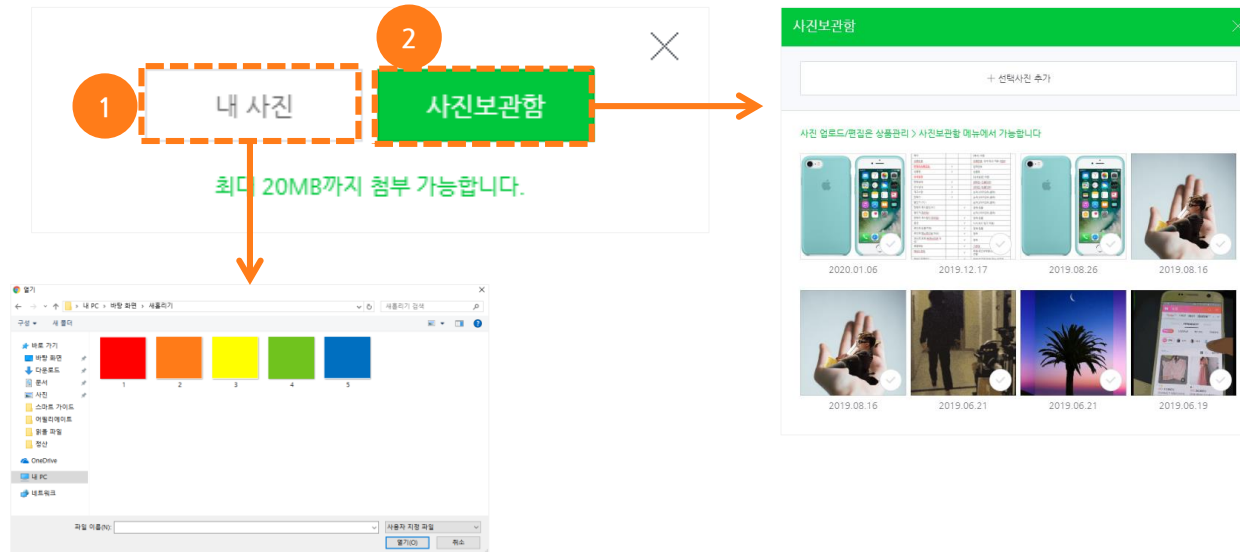 1
2
내 사진
사진보관함
최대 20MB까지 첨부 가능합니다.
사진보관함
+ 선택사진 추가
사진 업로드/편집은 상품관리 > 사진보관함 메뉴에서 가능합니다
2020.01.06
2019.12.17
2019.08.26
2019.08.16
2019.08.16
2019.06.21
2019.06.21
2019.06.19
열기
내 PC > 바탕 화면 > 새폴리기
새폴리기 검색
구성
새 폴더
바로 가기
바탕 화면
다운로드
문서
사진
스마트 가이드
어필리에이트
읽을 파일
정산
OneDrive
내 PC
네트워크
1
2
3
4
5
파일 이름(N):
사용자 지정 파일
열기(O)
취소